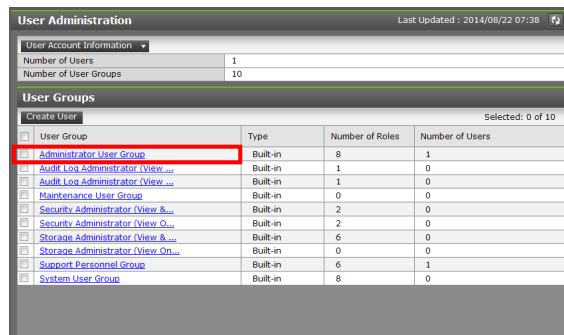 User Administration Last Updated : 2014/08/22 07:38
User Account Information
Number of Users 1
Number of User Groups 10
User Groups
Create User Selected: 0 of 10
User Group Type Number of Roles Number of Users
Administrator User Group Built-in 8 1
Audit Log Administrator (View ... Built-in 1 0
Audit Log Administrator (View ... Built-in 1 0
Maintenance User Group Built-in 0 0
Security Administrator (View &... Built-in 2 0
Security Administrator (View O... Built-in 2 0
Storage Administrator (View & ... Built-in 6 0
Storage Administrator (View On... Built-in 0 0
Support Personnel Group Built-in 6 1
System User Group Built-in 8 0